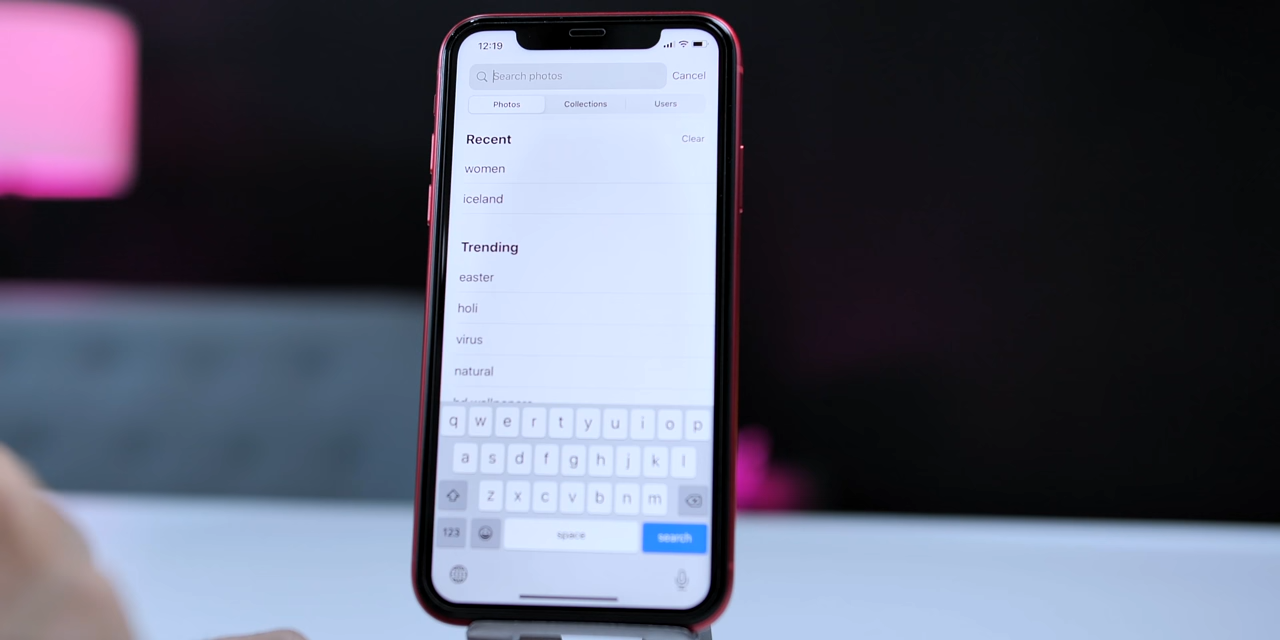 12:19
Search photos Cancel
Photos Collections Users
Recent Clear
women
iceland
Trending
easter
holi
virus
natural
q w e r t y u i o p
a s d f g h j k l
z x c v b n m
123 space search